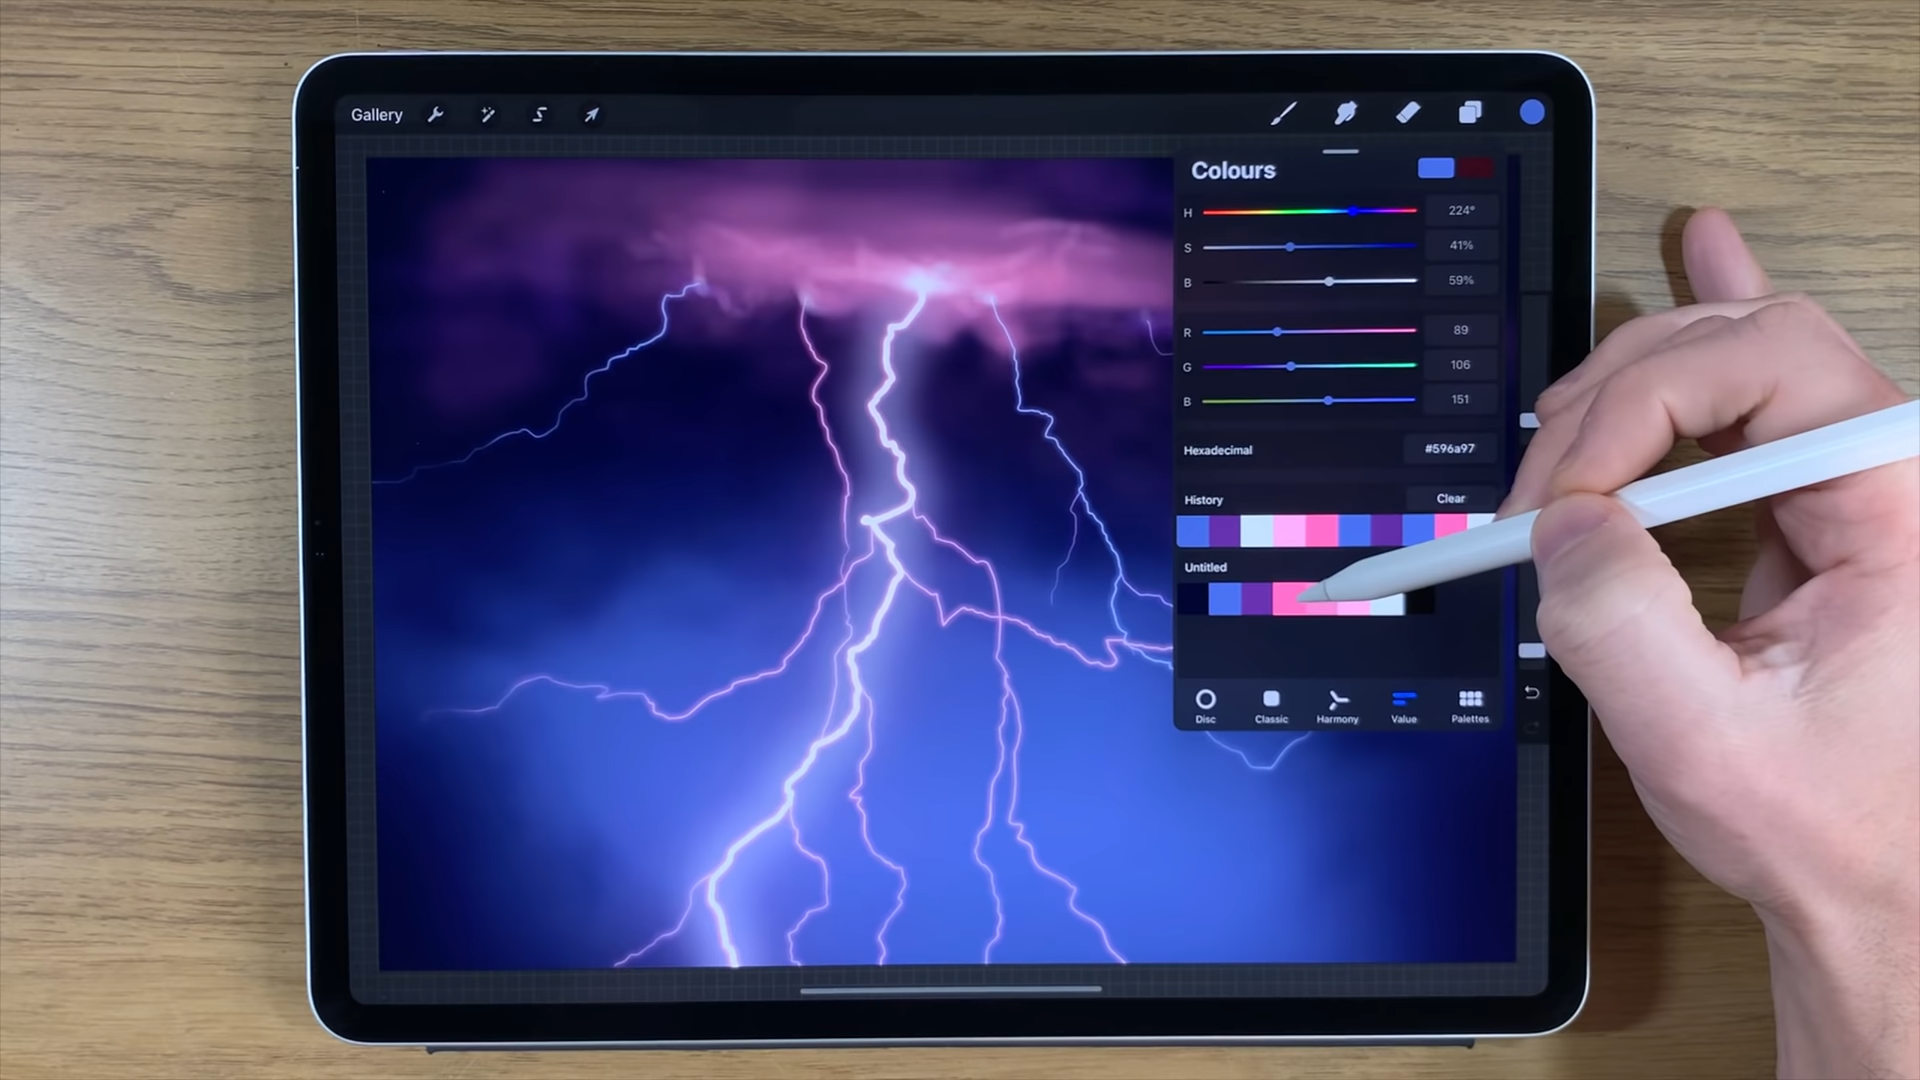 Gallery
Colours
H 224°
S 41%
B 59%
R 89
G 106
B 151
Hexadecimal #596a97
History Clear
Untitled
Disc Classic Harmony Value Palettes